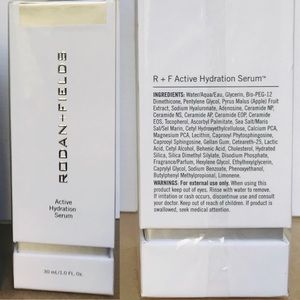 RODAN+FIELDS
Active
Hydration
Serum
30 mL/1.0 FL. Oz.
R + F Active Hydration Serum™
INGREDIENTS: Water/Aqua/Eau, Glycerin, Bis-PEG-12
Dimethicone, Pentylene Glycol, Pyrus Malus (Apple) Fruit
Extract, Sodium Hyaluronate, Adenosine, Ceramide NP,
Ceramide NS, Ceramide AP, Ceramide EOP, Ceramide
EOS, Tocopherol, Ascorbyl Palmitate, Sea Salt/Maris
Sal/Sel Marin, Cetyl Hydroxyethylcellulose, Calcium PCA,
Magnesium PCA, Lecithin, Caprooyl Phytosphingosine,
Caprooyl Sphingosine, Gellan Gum, Ceteareth-25, Lactic
Acid, Cetyl Alcohol, Behenic Acid, Cholesterol, Hydrated
Silica, Silica Dimethyl Silylate, Disodium Phosphate,
Fragrance/Parfum, Hexylene Glycol, Ethylhexylglycerin,
Caprylyl Glycol, Sodium Benzoate, Phenoxyethanol,
Butylphenyl Methylpropional, Limonene.
WARNINGS: For external use only. When using this
product keep out of eyes. Rinse with water to remove.
If irritation or rash occurs, discontinue use and consult
your doctor. Keep out of reach of children. If product is
swallowed, seek medical attention.